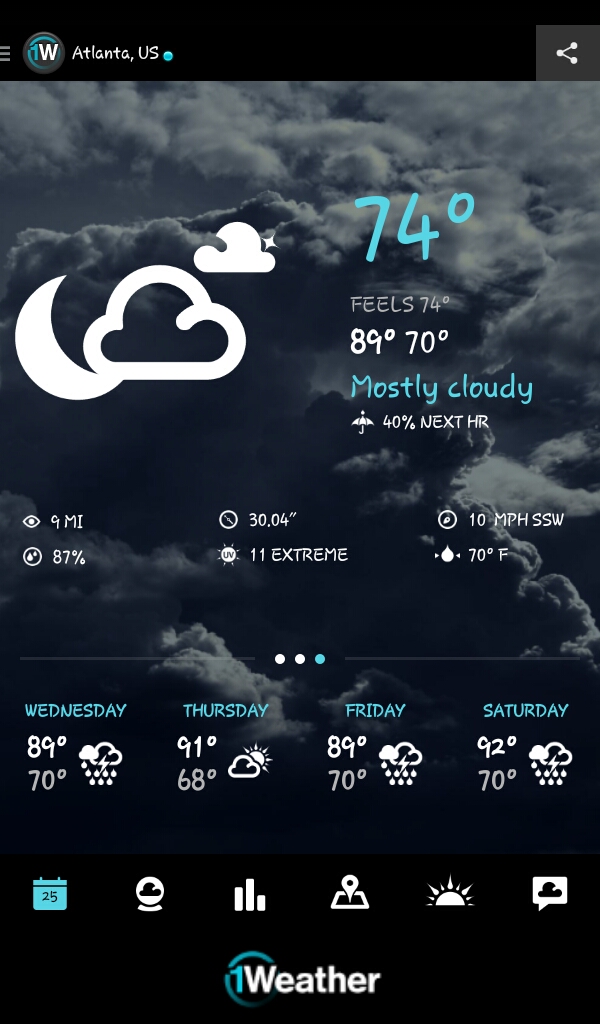 1W Atlanta, US
74°
FEELS 74°
89° 70°
Mostly cloudy
40% NEXT HR
9 MI 30.04" 10 MPH SSW
87% UV 11 EXTREME 70° F
WEDNESDAY THURSDAY FRIDAY SATURDAY
89° 91° 89° 92°
70° 68° 70° 70°
25
1Weather